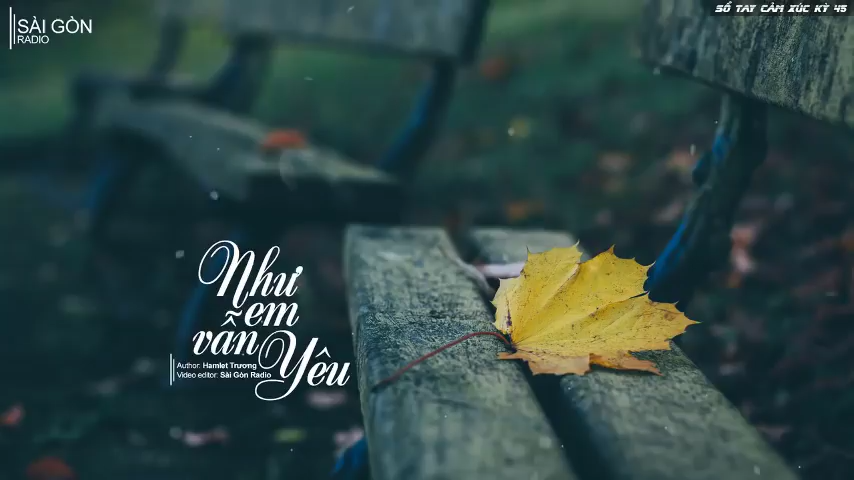 SÀI GÒN
RADIO
SỔ TAY CẢM XÚC KỲ 45
Như
em
vẫn
Yêu
Author: Hamlet Trương
Video editor: Sài Gòn Radio